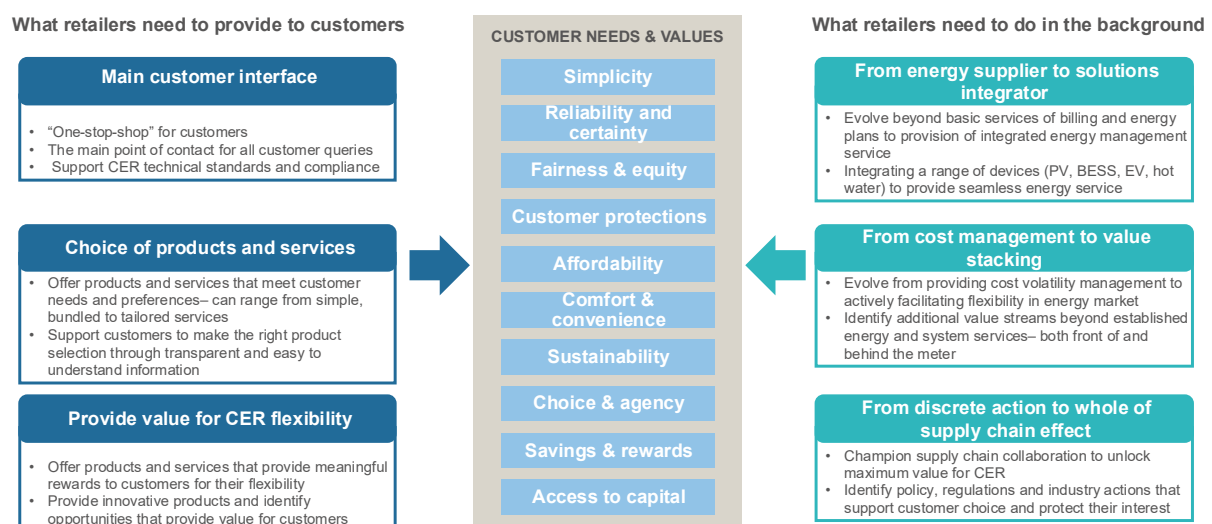 What retailers need to provide to customers
Main customer interface
• “One-stop-shop” for customers
• The main point of contact for all customer queries
• Support CER technical standards and compliance
Choice of products and services
• Offer products and services that meet customer
needs and preferences– can range from simple,
bundled to tailored services
• Support customers to make the right product
selection through transparent and easy to
understand information
Provide value for CER flexibility
• Offer products and services that provide meaningful
rewards to customers for their flexibility
• Provide innovative products and identify
opportunities that provide value for customers
CUSTOMER NEEDS & VALUES
Simplicity
Reliability and
certainty
Fairness & equity
Customer protections
Affordability
Comfort &
convenience
Sustainability
Choice & agency
Savings & rewards
Access to capital
What retailers need to do in the background
From energy supplier to solutions
integrator
• Evolve beyond basic services of billing and energy
plans to provision of integrated energy management
service
• Integrating a range of devices (PV, BESS, EV, hot
water) to provide seamless energy service
From cost management to value
stacking
• Evolve from providing cost volatility management to
actively facilitating flexibility in energy market
• Identify additional value streams beyond established
energy and system services– both front of and
behind the meter
From discrete action to whole of
supply chain effect
• Champion supply chain collaboration to unlock
maximum value for CER
• Identify policy, regulations and industry actions that
support customer choice and protect their interest